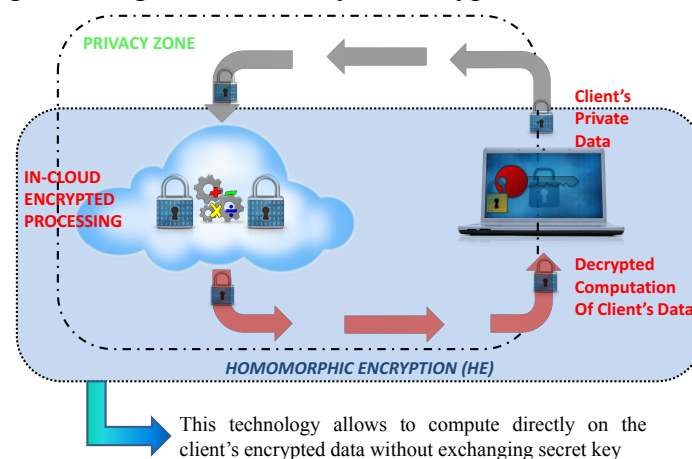 PRIVACY ZONE
Client's
Private
Data
IN-CLOUD
ENCRYPTED
PROCESSING
+ -
× ÷
Decrypted
Computation
Of Client's Data
HOMOMORPHIC ENCRYPTION (HE)
This technology allows to compute directly on the
client's encrypted data without exchanging secret key